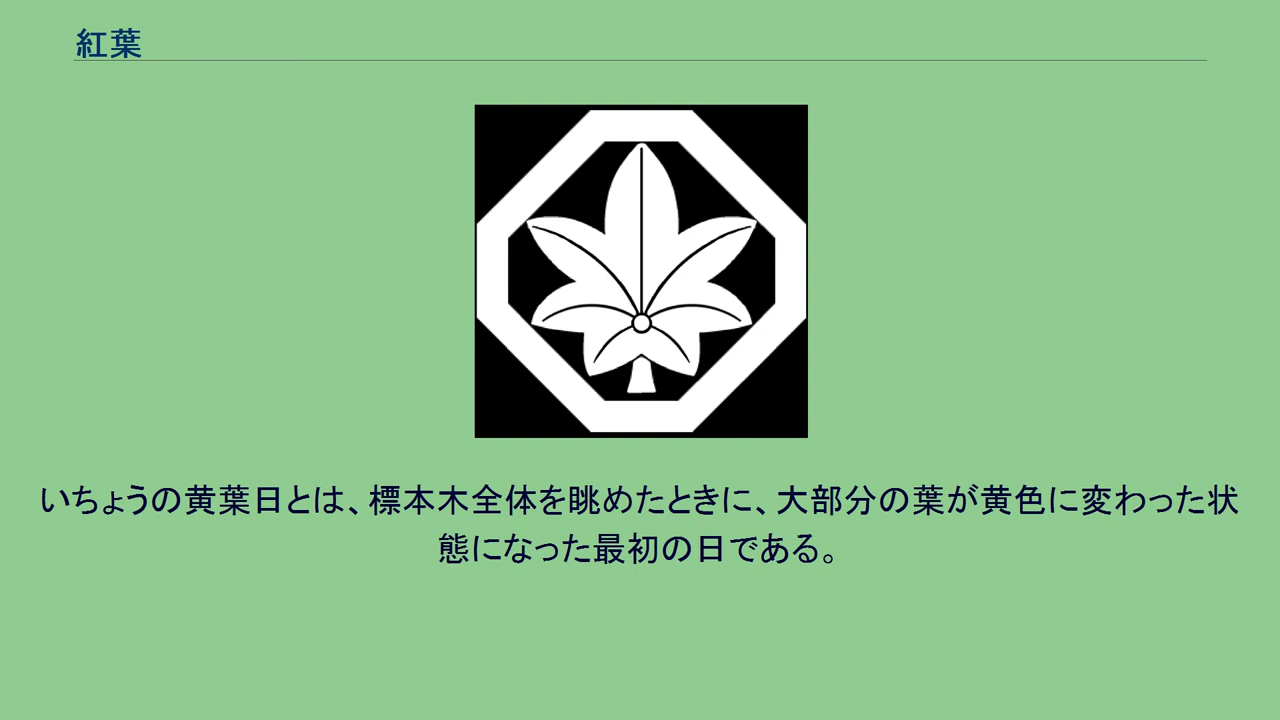 紅葉
いちょうの黄葉日とは、標本木全体を眺めたときに、大部分の葉が黄色に変わった状
態になった最初の日である。